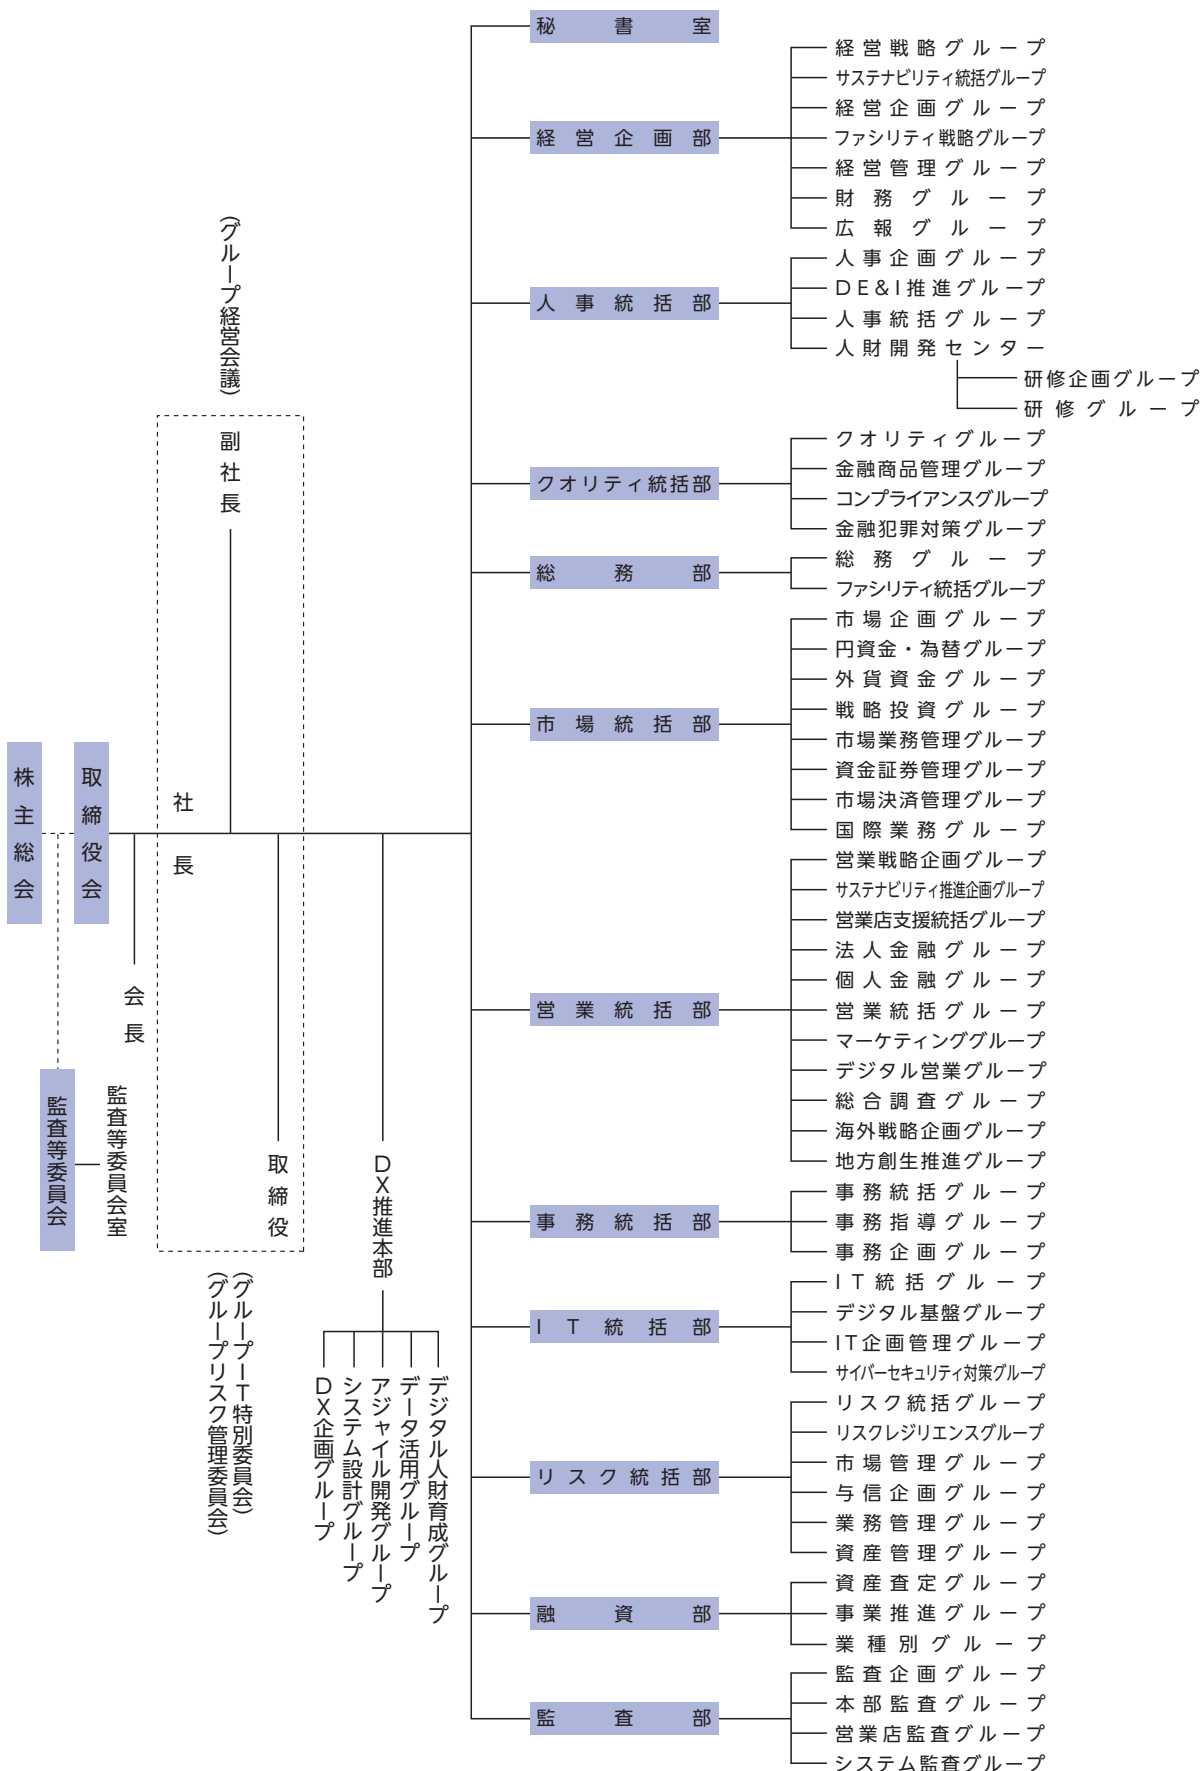 株主総会
取締役会
監査等委員会
監査等委員会室
会長
社長
(グループ経営会議)
副社長
取締役
(グループIT特別委員会)
(グループリスク管理委員会)
DX推進本部
デジタル人財育成グループ
データ活用グループ
アジャイル開発グループ
システム設計グループ
DX企画グループ
秘書室
経営企画部
経営戦略グループ
サステナビリティ統括グループ
経営企画グループ
ファシリティ戦略グループ
経営管理グループ
財務グループ
広報グループ
人事統括部
人事企画グループ
DE&I推進グループ
人事統括グループ
人財開発センター
研修企画グループ
研修グループ
クオリティ統括部
クオリティグループ
金融商品管理グループ
コンプライアンスグループ
金融犯罪対策グループ
総務部
総務グループ
ファシリティ統括グループ
市場統括部
市場企画グループ
円資金・為替グループ
外貨資金グループ
戦略投資グループ
市場業務管理グループ
資金証券管理グループ
市場決済管理グループ
国際業務グループ
営業統括部
営業戦略企画グループ
サステナビリティ推進企画グループ
営業店支援統括グループ
法人金融グループ
個人金融グループ
営業統括グループ
マーケティンググループ
デジタル営業グループ
総合調査グループ
海外戦略企画グループ
地方創生推進グループ
事務統括部
事務統括グループ
事務指導グループ
事務企画グループ
IT統括部
IT統括グループ
デジタル基盤グループ
IT企画管理グループ
サイバーセキュリティ対策グループ
リスク統括部
リスク統括グループ
リスクレジリエンスグループ
市場管理グループ
与信企画グループ
業務管理グループ
資産管理グループ
融資部
資産査定グループ
事業推進グループ
業種別グループ
監査部
監査企画グループ
本部監査グループ
営業店監査グループ
システム監査グループ